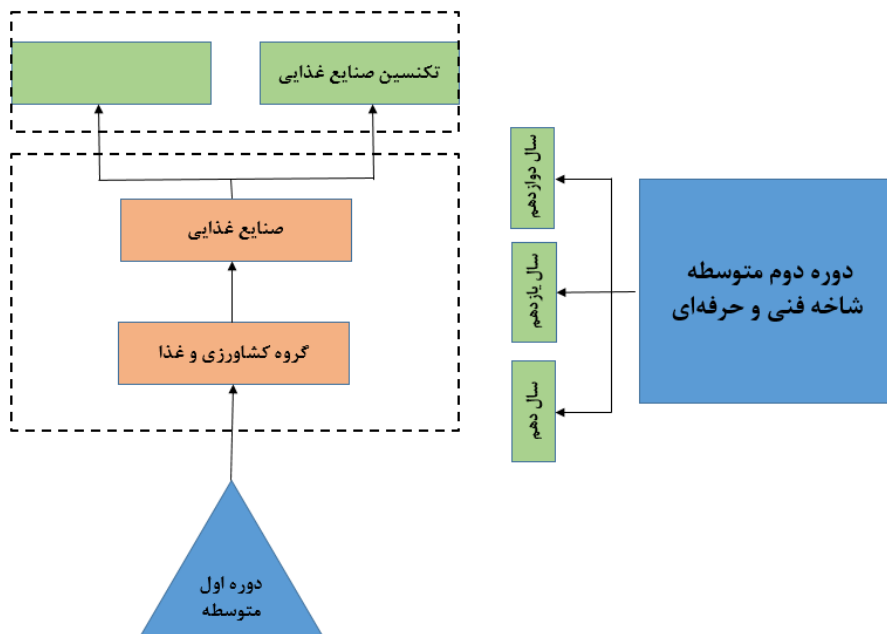 تکنسین صنایع غذایی
صنایع غذایی
گروه کشاورزی و غذا
دوره اول
متوسطه
سال دوازدهم
سال یازدهم
سال دهم
دوره دوم متوسطه
شاخه فنی و حرفه‌ای